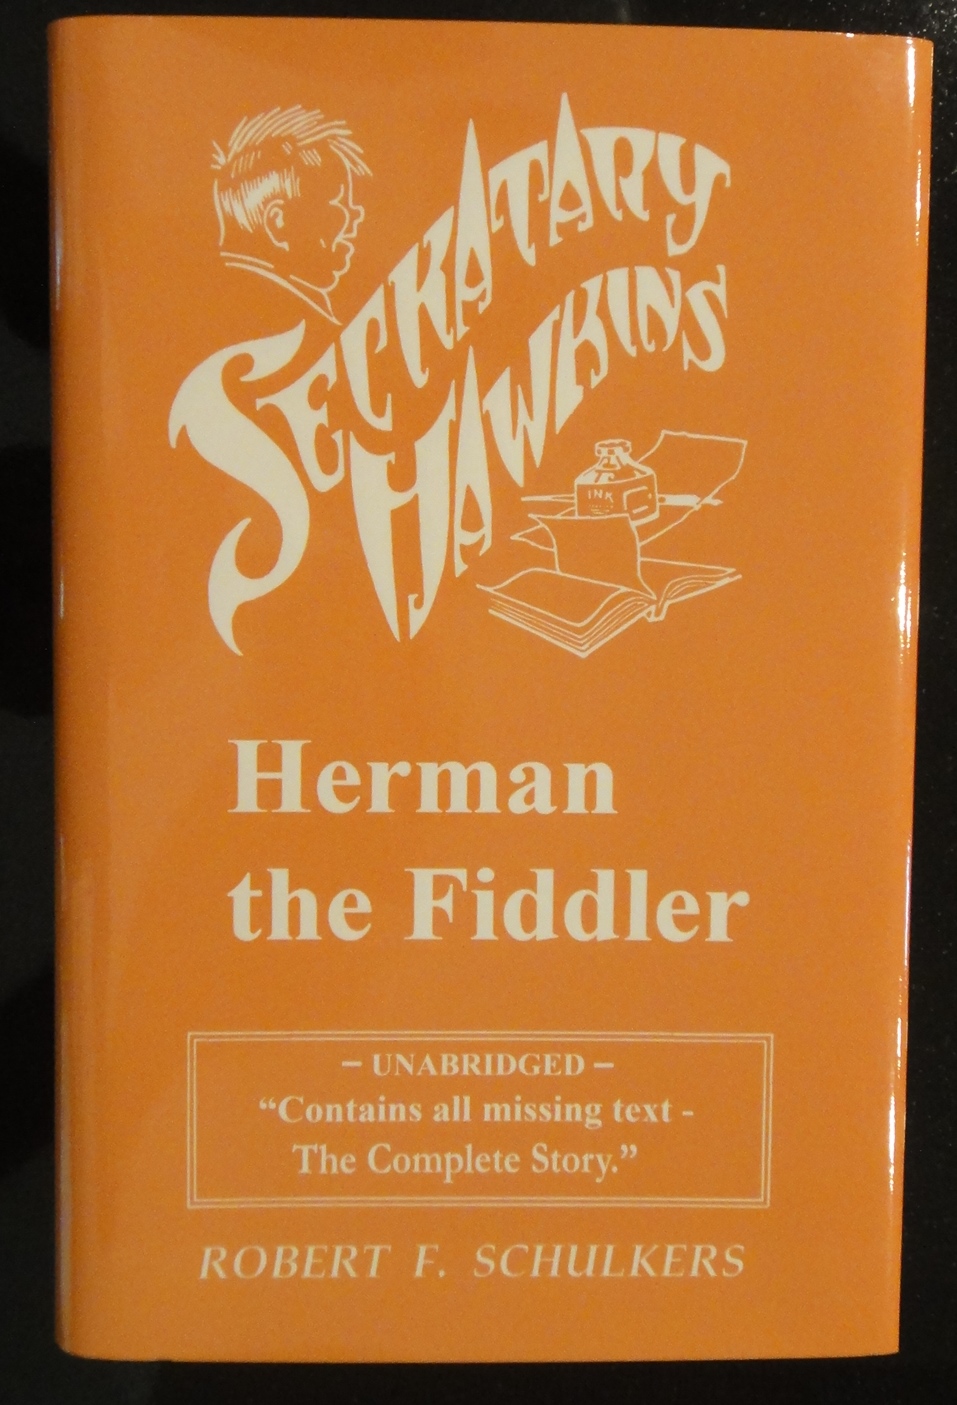 SECKATARY
HAWKINS
INK
Herman
the Fiddler
– UNABRIDGED –
“Contains all missing text -
The Complete Story.”
ROBERT F. SCHULKERS